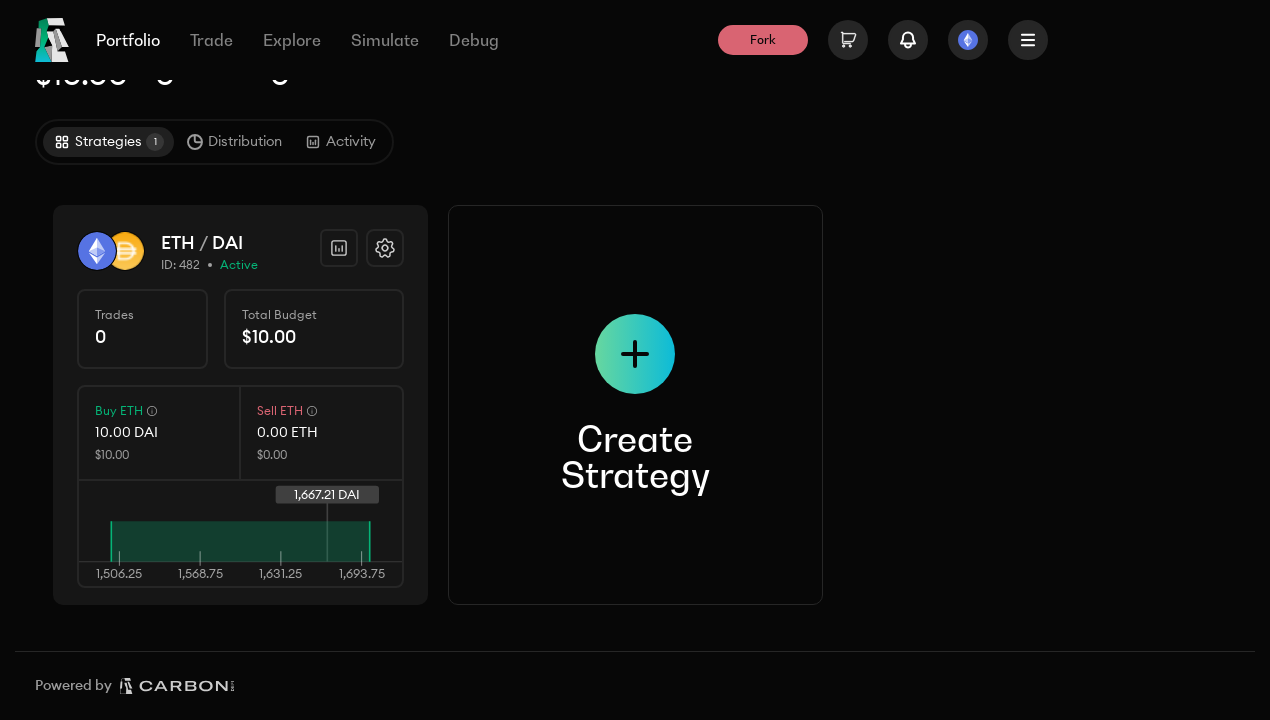 Portfolio Trade Explore Simulate Debug Fork
Strategies 1 Distribution Activity
ETH / DAI
ID: 482 • Active
Trades Total Budget
0 $10.00
Buy ETH Sell ETH
10.00 DAI 0.00 ETH
$10.00 $0.00
1,667.21 DAI
1,506.25 1,568.75 1,631.25 1,693.75
Create
Strategy
Powered by CARBON